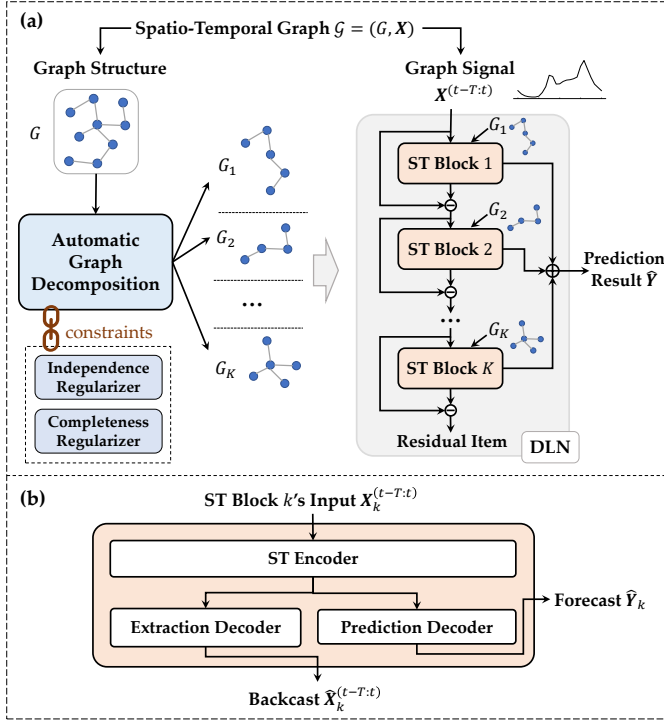 (a)
Spatio-Temporal Graph 𝒢 = (G, X)
Graph Structure
Graph Signal
X^(t−T:t)
G
G_1
G_2
...
G_K
Automatic
Graph
Decomposition
constraints
Independence
Regularizer
Completeness
Regularizer
G_1
ST Block 1
G_2
ST Block 2
...
G_K
ST Block K
Residual Item
DLN
Prediction
Result Ŷ
(b)
ST Block k's Input X_k^(t−T:t)
ST Encoder
Extraction Decoder
Prediction Decoder
Forecast Ŷ_k
Backcast X̂_k^(t−T:t)